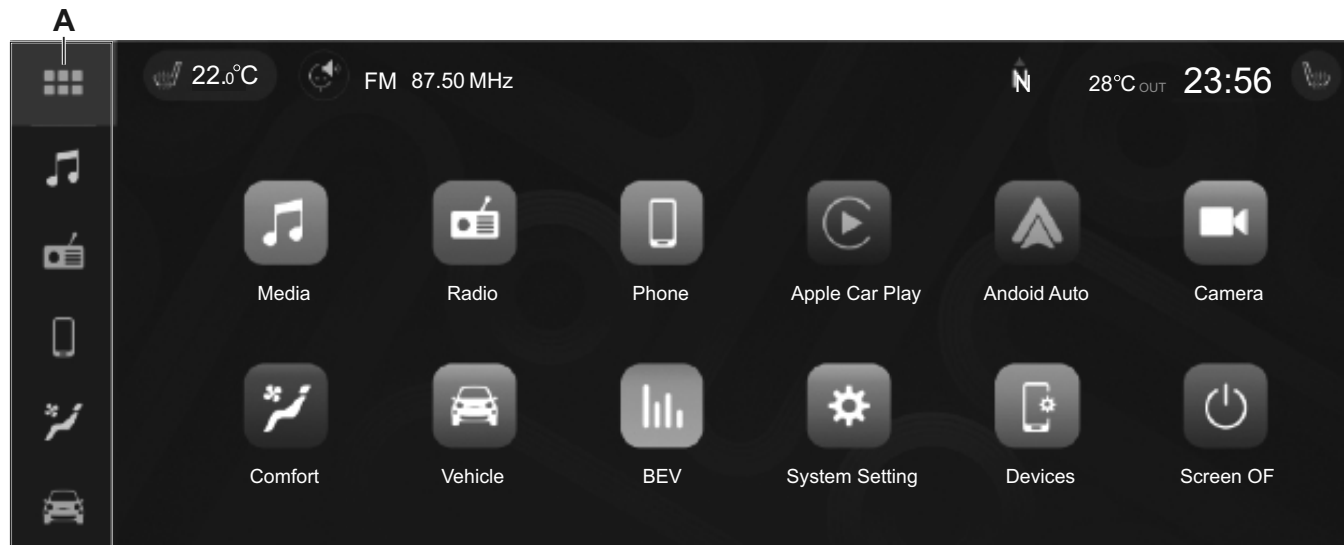 A
22.0°C FM 87.50 MHz N 28°C OUT 23:56
Media Radio Phone Apple Car Play Andoid Auto Camera
Comfort Vehicle BEV System Setting Devices Screen OF